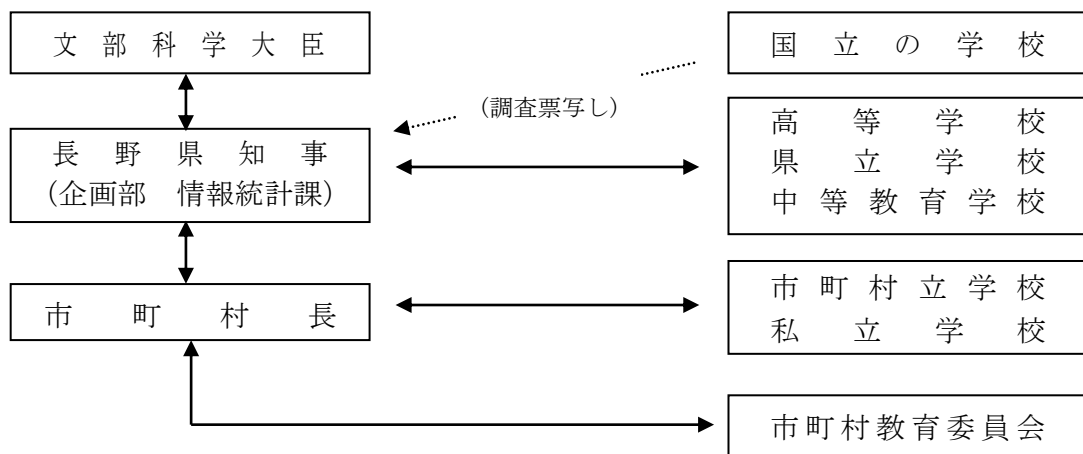 文部科学大臣
国立の学校
(調査票写し)
長野県知事
(企画部　情報統計課)
高等学校
県立学校
中等教育学校
市町村長
市町村立学校
私立学校
市町村教育委員会